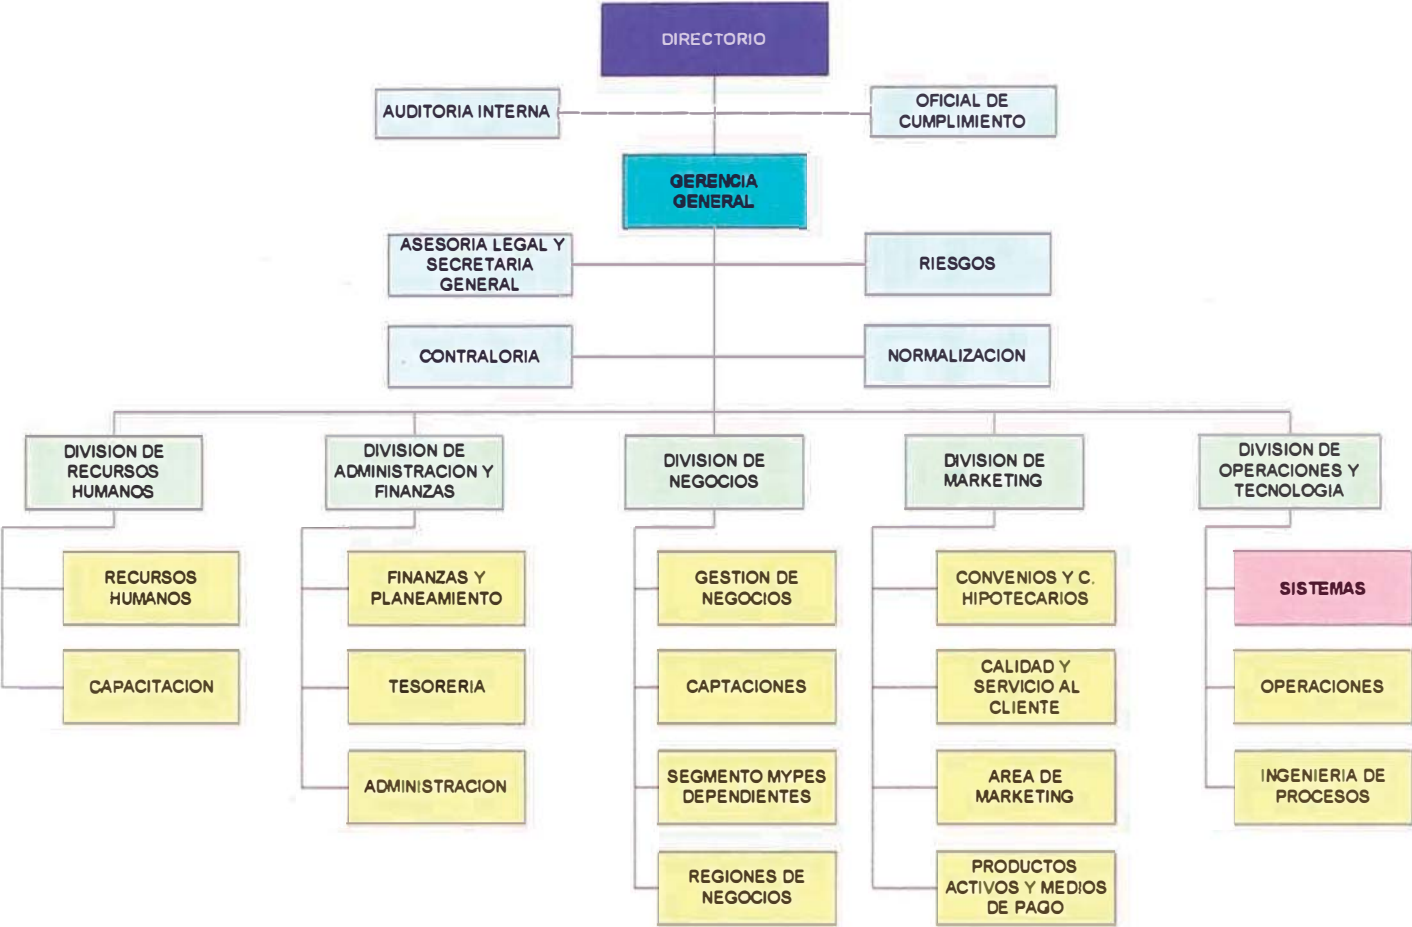 DIRECTORIO
AUDITORIA INTERNA
OFICIAL DE
CUMPLIMIENTO
GERENCIA
GENERAL
ASESORIA LEGAL Y
SECRETARIA
GENERAL
RIESGOS
CONTRALORIA
NORMALIZACION
DIVISION DE
RECURSOS
HUMANOS
DIVISION DE
ADMINISTRACION Y
FINANZAS
DIVISION DE
NEGOCIOS
DIVISION DE
MARKETING
DIVISION DE
OPERACIONES Y
TECNOLOGIA
RECURSOS
HUMANOS
FINANZAS Y
PLANEAMIENTO
GESTION DE
NEGOCIOS
CONVENIOS Y C.
HIPOTECARIOS
SISTEMAS
CAPACITACION
TESORERIA
CAPTACIONES
CALIDAD Y
SERVICIO AL
CLIENTE
OPERACIONES
ADMINISTRACION
SEGMENTO MYPES
DEPENDIENTES
AREA DE
MARKETING
INGENIERIA DE
PROCESOS
REGIONES DE
NEGOCIOS
PRODUCTOS
ACTIVOS Y MEDIOS
DE PAGO